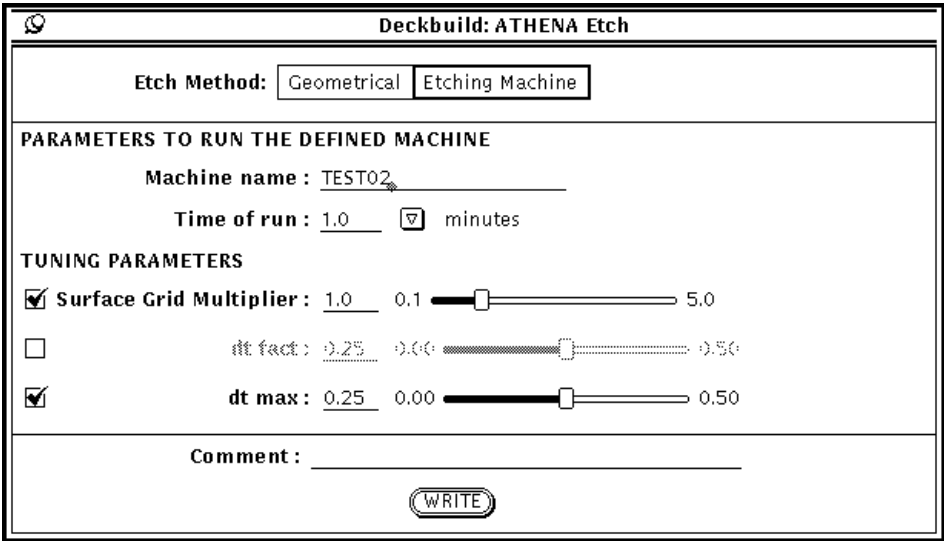 Deckbuild: ATHENA Etch
Etch Method: Geometrical Etching Machine
PARAMETERS TO RUN THE DEFINED MACHINE
Machine name : TEST02
Time of run : 1.0 minutes
TUNING PARAMETERS
Surface Grid Multiplier : 1.0 0.1 5.0
dt fact : 0.25 0.00 0.50
dt max : 0.25 0.00 0.50
Comment :
WRITE